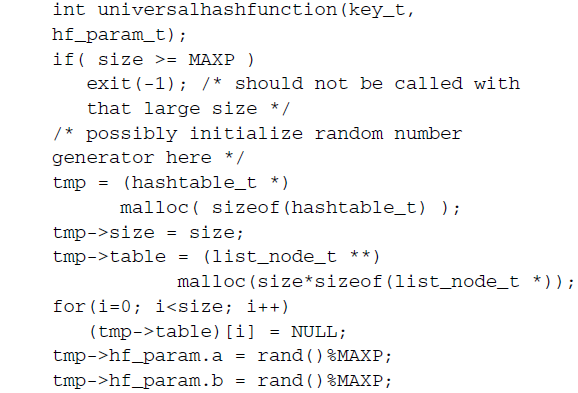 int universalhashfunction(key_t,
hf_param_t);
if( size >= MAXP )
exit(-1); /* should not be called with
that large size */
/* possibly initialize random number
generator here */
tmp = (hashtable_t *)
malloc( sizeof(hashtable_t) );
tmp->size = size;
tmp->table = (list_node_t **)
malloc(size*sizeof(list_node_t *));
for(i=0; i<size; i++)
(tmp->table)[i] = NULL;
tmp->hf_param.a = rand()%MAXP;
tmp->hf_param.b = rand()%MAXP;